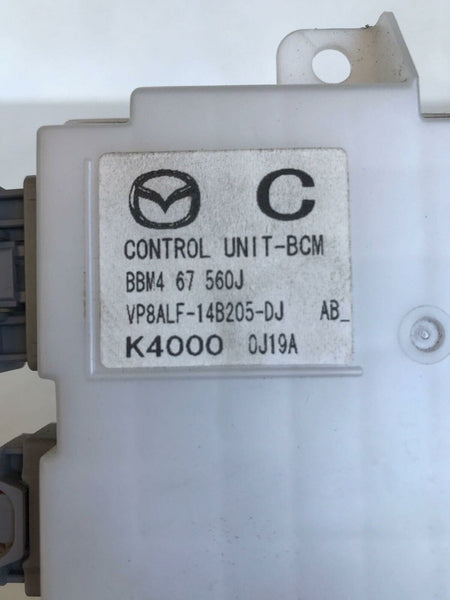 C
CONTROL UNIT-BCM
BBM4 67 560J
VP8ALF-14B205-DJ AB_
K4000 0J19A